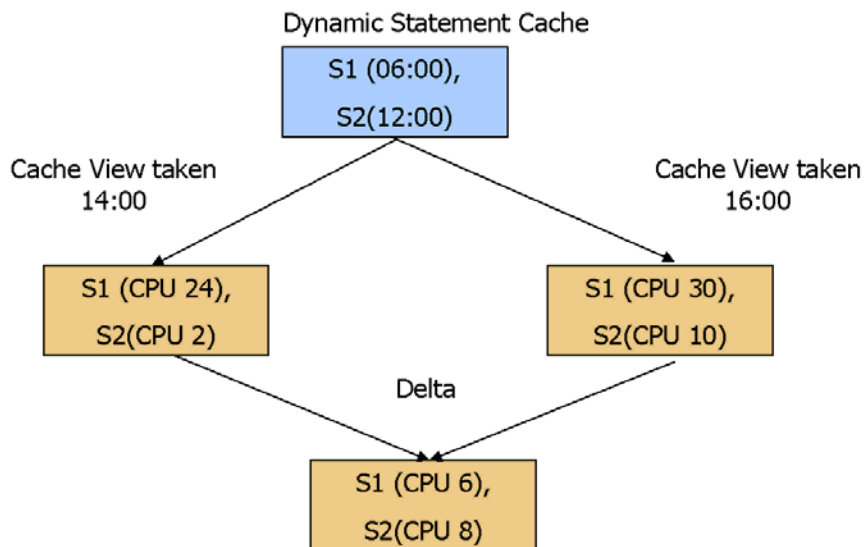 Dynamic Statement Cache
S1 (06:00),
S2(12:00)
Cache View taken
14:00
Cache View taken
16:00
S1 (CPU 24),
S2(CPU 2)
S1 (CPU 30),
S2(CPU 10)
Delta
S1 (CPU 6),
S2(CPU 8)